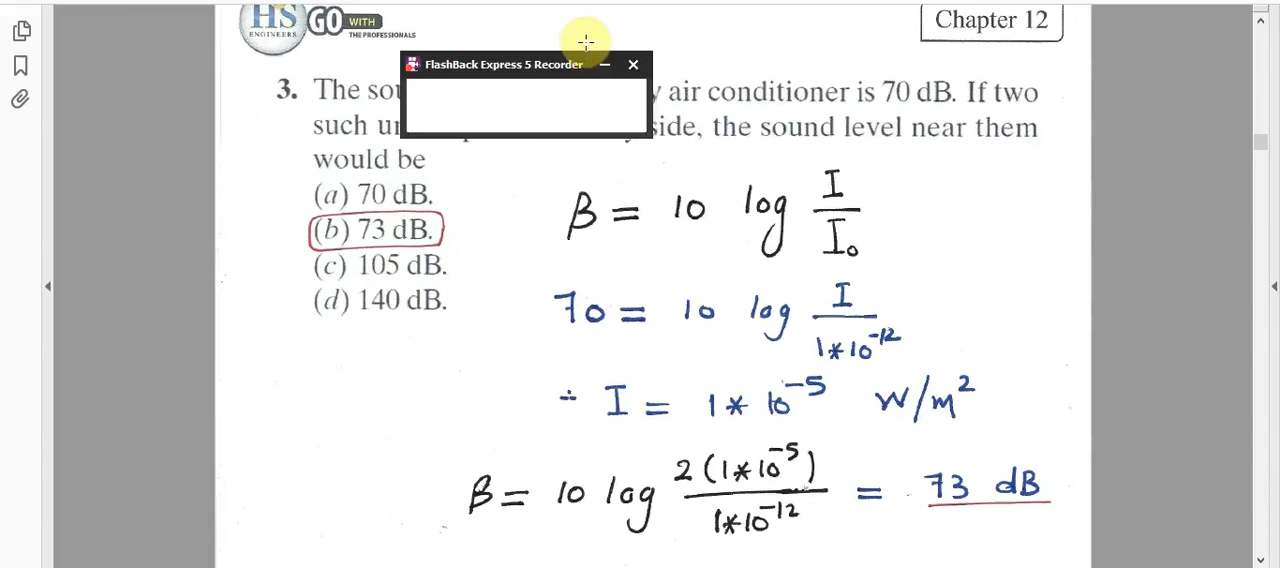 HS
ENGINEERS
GO WITH
THE PROFESSIONALS
Chapter 12
FlashBack Express 5 Recorder
3. The air conditioner is 70 dB. If two
such side, the sound level near them
would be
(a) 70 dB.
(b) 73 dB.
(c) 105 dB.
(d) 140 dB.
β = 10 log I/I₀
70 = 10 log I/1*10⁻¹²
∴ I = 1*10⁻⁵ W/m²
β = 10 log 2(1*10⁻⁵)/1*10⁻¹² = 73 dB